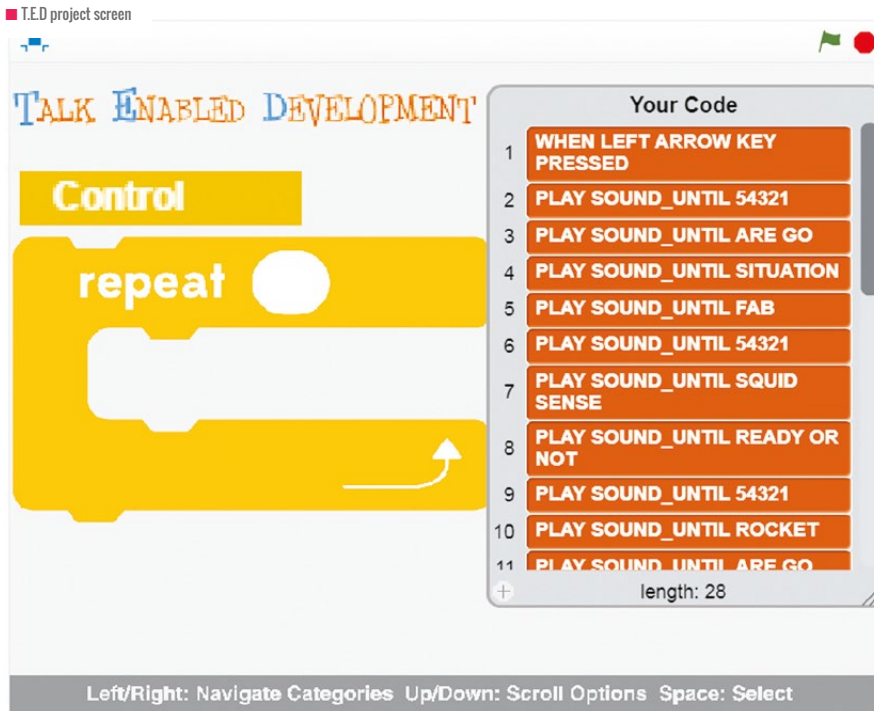 T.E.D project screen
TALK ENABLED DEVELOPMENT
Control
repeat
Your Code
1 WHEN LEFT ARROW KEY
PRESSED
2 PLAY SOUND_UNTIL 54321
3 PLAY SOUND_UNTIL ARE GO
4 PLAY SOUND_UNTIL SITUATION
5 PLAY SOUND_UNTIL FAB
6 PLAY SOUND_UNTIL 54321
7 PLAY SOUND_UNTIL SQUID
SENSE
8 PLAY SOUND_UNTIL READY OR
NOT
9 PLAY SOUND_UNTIL 54321
10 PLAY SOUND_UNTIL ROCKET
11 PLAY SOUND_UNTIL ARE GO
+ length: 28
Left/Right: Navigate Categories Up/Down: Scroll Options Space: Select